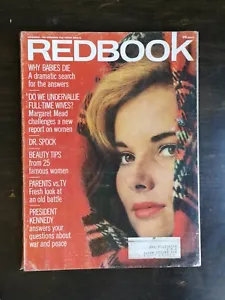 REDBOOK
WHY BABIES DIE
A dramatic search
for the answers
DO WE UNDERVALUE
FULL-TIME WIVES?
Margaret Mead
challenges a new
report on women
DR. SPOCK
BEAUTY TIPS
from 25
famous women
PARENTS vs. TV
Fresh look at
an old battle
PRESIDENT
KENNEDY
answers your
questions about
war and peace